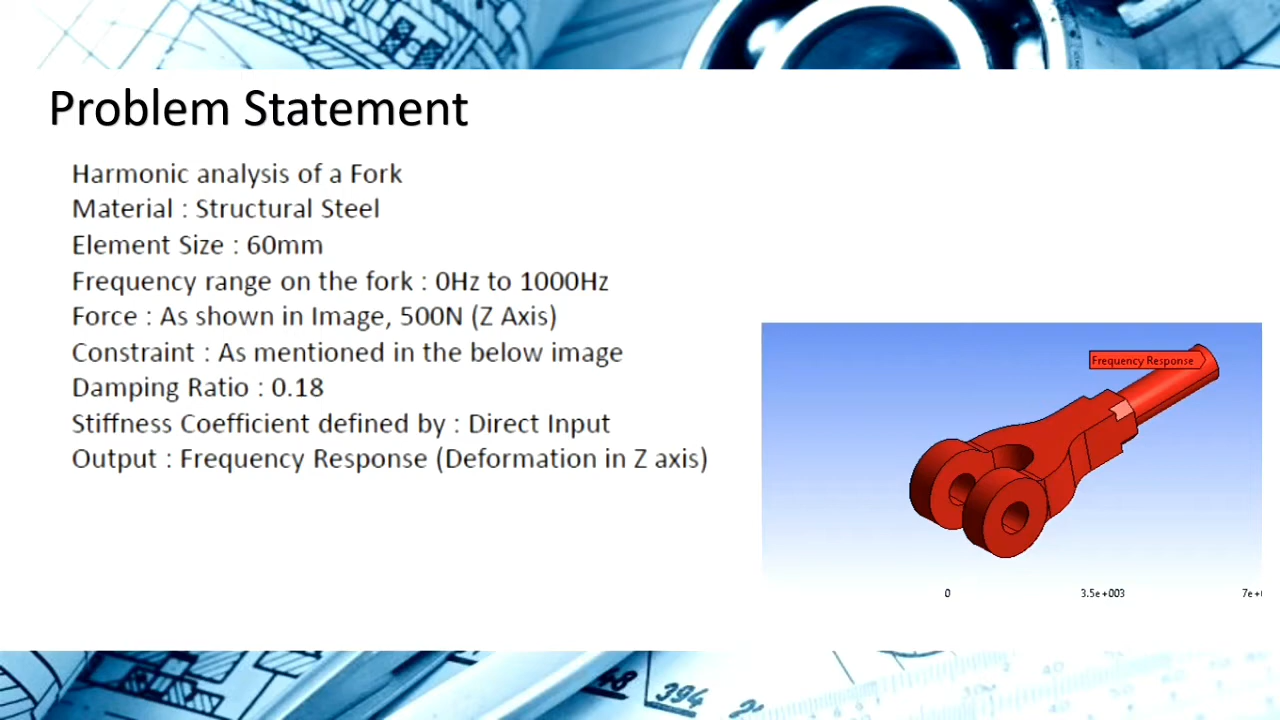 Problem Statement
Harmonic analysis of a Fork
Material : Structural Steel
Element Size : 60mm
Frequency range on the fork : 0Hz to 1000Hz
Force : As shown in Image, 500N (Z Axis)
Constraint : As mentioned in the below image
Damping Ratio : 0.18
Stiffness Coefficient defined by : Direct Input
Output : Frequency Response (Deformation in Z axis)
Frequency Response
0 3.5e+003 7e+
394